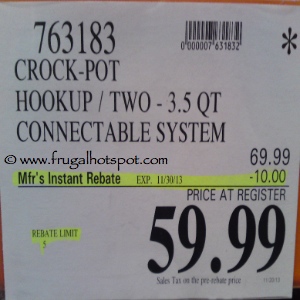 763183
000007631832
*
CROCK-POT
HOOKUP / TWO - 3.5 QT
CONNECTABLE SYSTEM
www.frugalhotspot.com
69.99
Mfr's Instant Rebate EXP. 11/30/13 -10.00
PRICE AT REGISTER
REBATE LIMIT
5
59.99
Sales Tax on the pre-rebate price